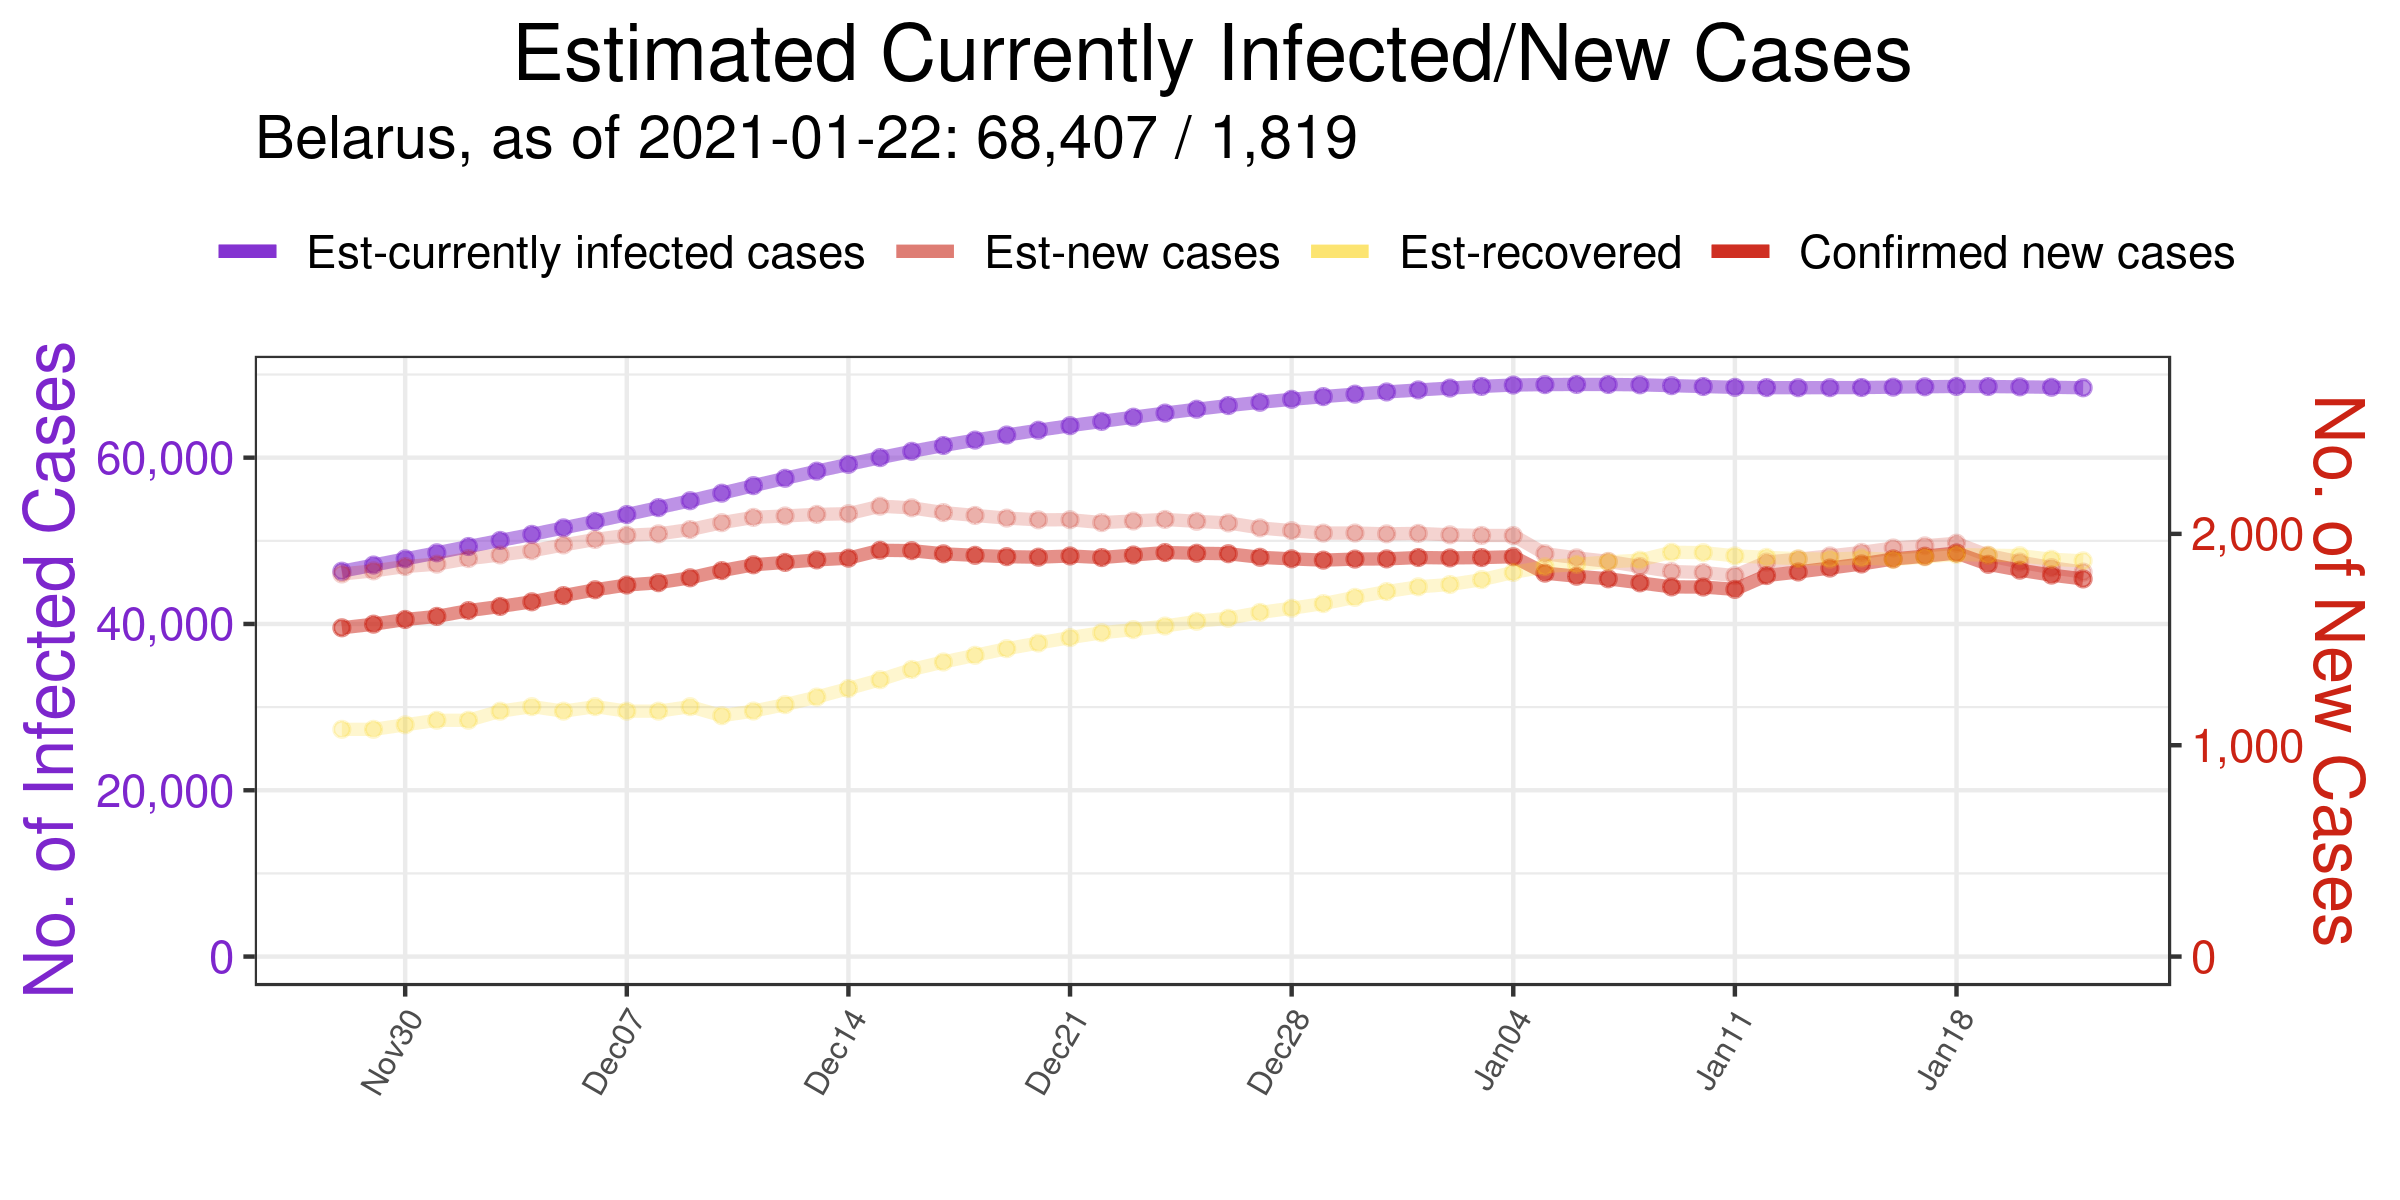 Estimated Currently Infected/New Cases
Belarus, as of 2021-01-22: 68,407 / 1,819
Est-currently infected cases Est-new cases Est-recovered Confirmed new cases
No. of Infected Cases
60,000
40,000
20,000
0
No. of New Cases
2,000
1,000
0
Nov30 Dec07 Dec14 Dec21 Dec28 Jan04 Jan11 Jan18